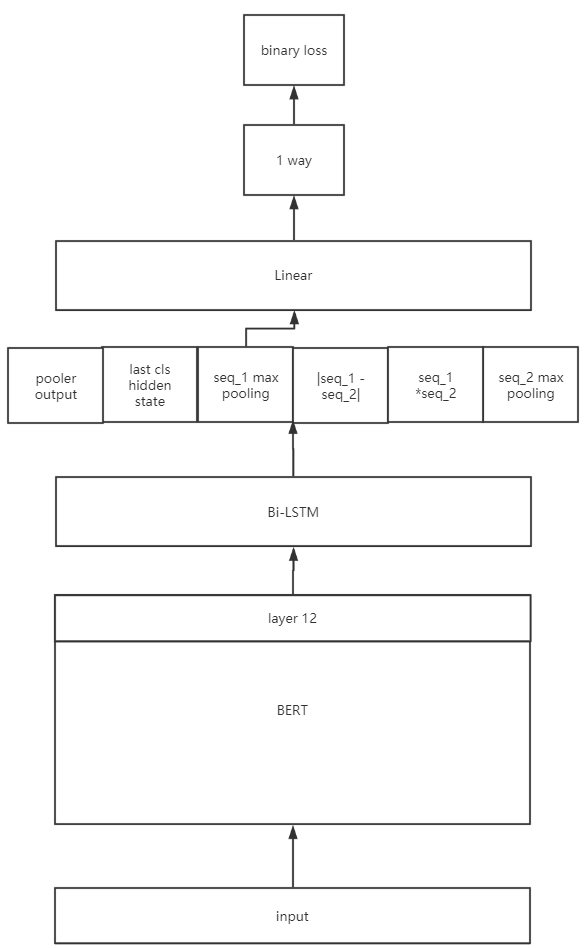 binary loss
1 way
Linear
pooler
output
last cls
hidden
state
seq_1 max
pooling
|seq_1 -
seq_2|
seq_1
*seq_2
seq_2 max
pooling
Bi-LSTM
layer 12
BERT
input